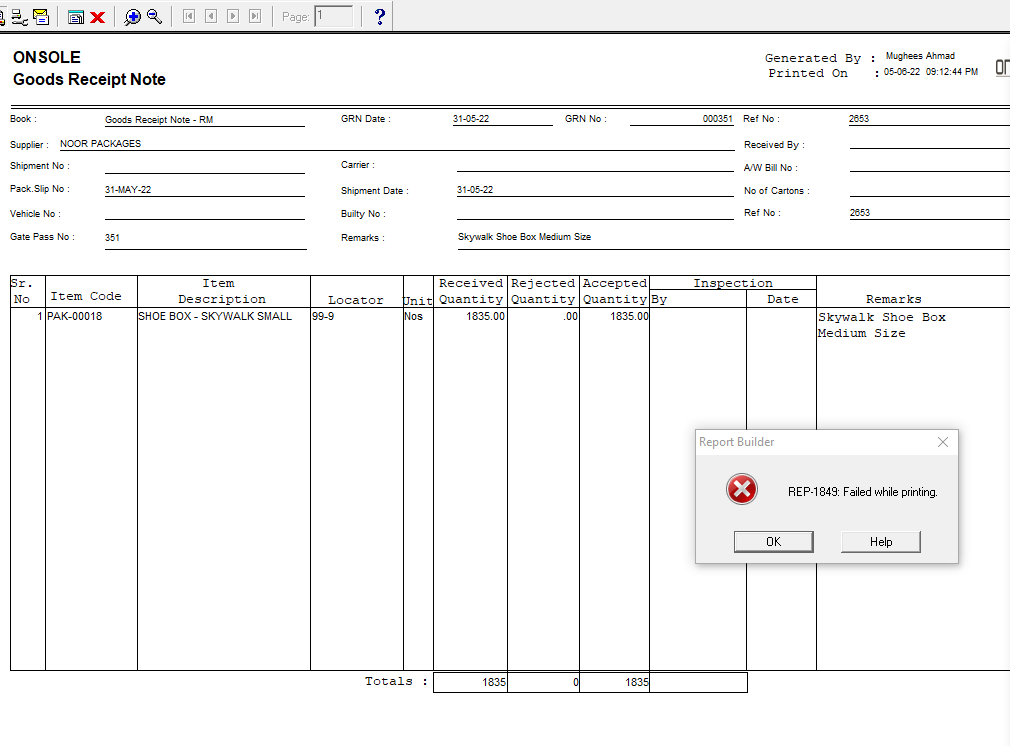 Page: 1 ?
ONSOLE
Goods Receipt Note
Generated By : Mughees Ahmad
Printed On : 05-06-22 09:12:44 PM
Book : Goods Receipt Note - RM GRN Date : 31-05-22 GRN No : 000351 Ref No : 2653
Supplier : NOOR PACKAGES Received By :
Shipment No : Carrier : A/W Bill No :
Pack.Slip No : 31-MAY-22 Shipment Date : 31-05-22 No of Cartons :
Vehicle No : Builty No : Ref No : 2653
Gate Pass No : 351 Remarks : Skywalk Shoe Box Medium Size
Sr. Item Received Rejected Accepted Inspection
No Item Code Description Locator Unit Quantity Quantity Quantity By Date Remarks
1 PAK-00018 SHOE BOX - SKYWALK SMALL 99-9 Nos 1835.00 .00 1835.00 Skywalk Shoe Box
Medium Size
Report Builder
REP-1849: Failed while printing.
OK Help
Totals : 1835 0 1835